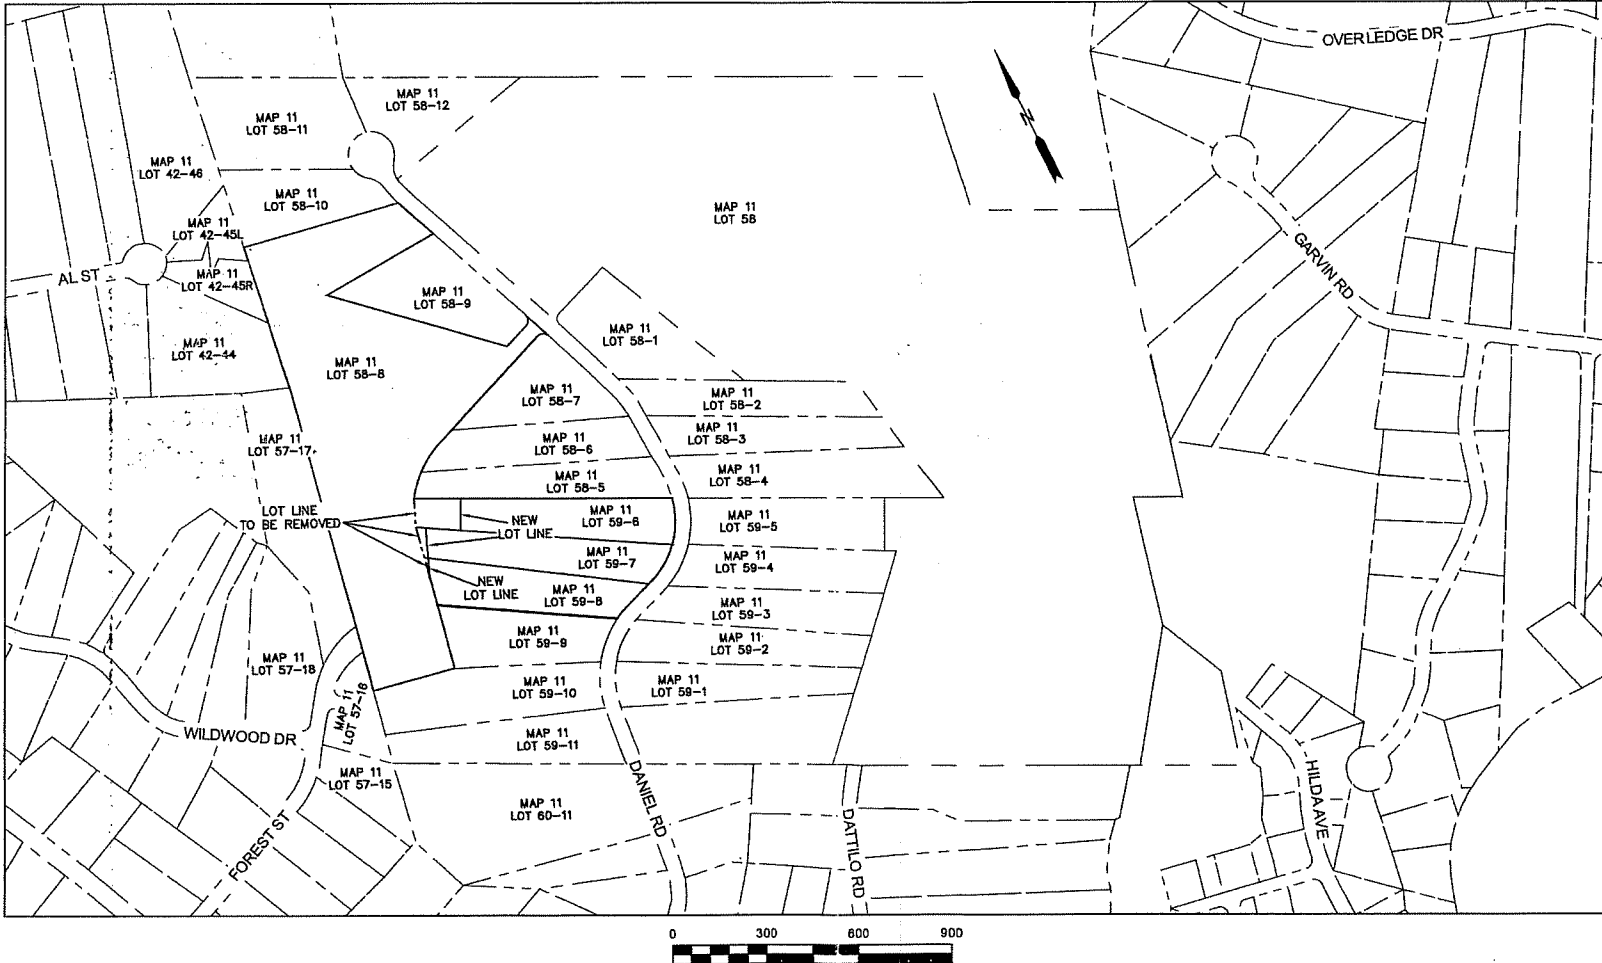 OVERLEDGE DR
MAP 11
LOT 58-12
MAP 11
LOT 58-11
N
MAP 11
LOT 42-46
MAP 11
LOT 58-10
MAP 11
LOT 58
MAP 11
LOT 42-45L
GARVIN RD
AL ST
MAP 11
LOT 42-45R
MAP 11
LOT 58-9
MAP 11
LOT 58-1
MAP 11
LOT 42-44
MAP 11
LOT 58-8
MAP 11
LOT 58-7
MAP 11
LOT 58-2
MAP 11
LOT 58-3
MAP 11
LOT 57-17
MAP 11
LOT 58-6
MAP 11
LOT 58-5
MAP 11
LOT 58-4
LOT LINE
TO BE REMOVED
NEW
LOT LINE
MAP 11
LOT 59-6
MAP 11
LOT 59-5
MAP 11
LOT 59-7
MAP 11
LOT 59-4
NEW
LOT LINE
MAP 11
LOT 59-8
MAP 11
LOT 59-3
MAP 11
LOT 59-9
MAP 11
LOT 59-2
MAP 11
LOT 57-18
MAP 11
LOT 59-10
MAP 11
LOT 59-1
MAP 11
LOT 57-18
WILDWOOD DR
MAP 11
LOT 59-11
MAP 11
LOT 57-15
MAP 11
LOT 60-11
DANIEL RD
DATTILO RD
HILDA AVE
FOREST ST
0 300 600 900